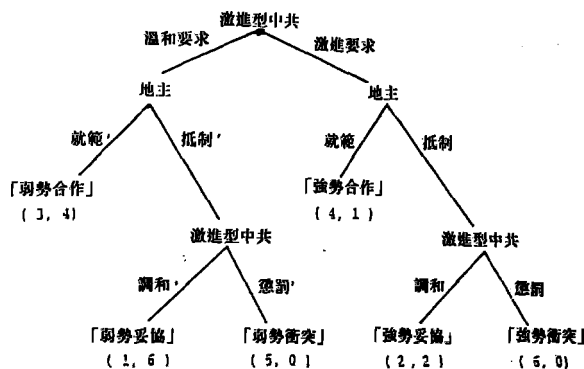 激進型中共
溫和要求 激進要求
地主 地主
就範' 抵制' 就範 抵制
「弱勢合作」 「強勢合作」
(3, 4) (4, 1)
激進型中共 激進型中共
調和' 懲罰' 調和 懲罰
「弱勢妥協」 「弱勢衝突」 「強勢妥協」 「強勢衝突」
(1, 6) (5, 0) (2, 2) (6, 0)